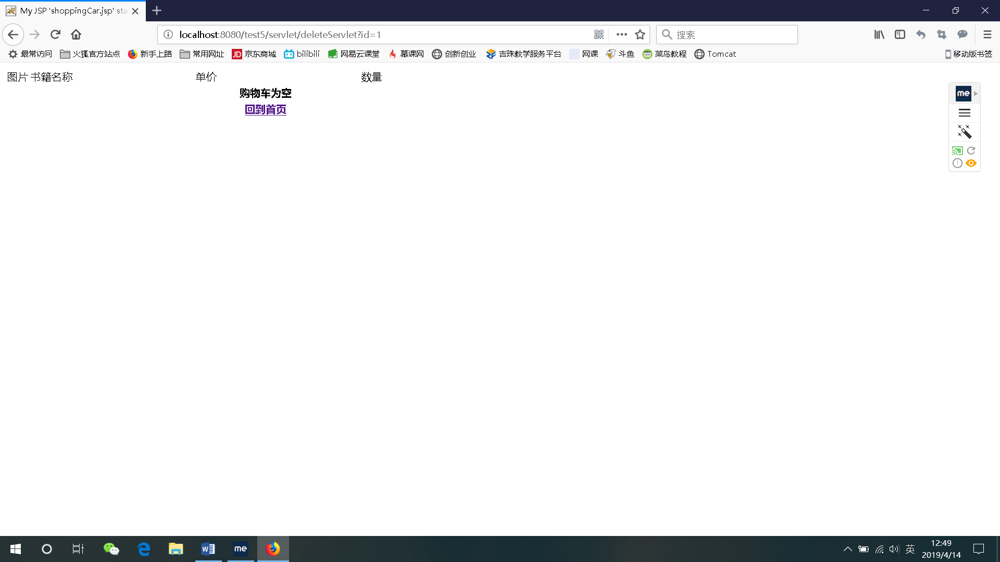 My JSP 'shoppingCar.jsp' sta
localhost:8080/test5/servlet/deleteServlet?id=1
搜索
最常访问 火狐官方站点 新手上路 常用网址 JD 京东商城 bilibili 网易云课堂 慕课网 创新创业 吉珠教学服务平台 网课 斗鱼 菜鸟教程 Tomcat 移动版书签
图片 书籍名称 单价 数量
购物车为空
回到首页
me
me
英
12:49
2019/4/14